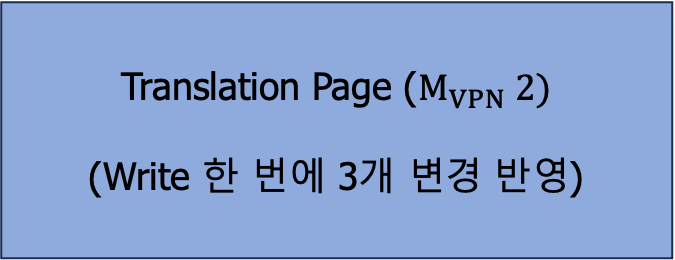 Translation Page (M_VPN 2)
(Write 한 번에 3개 변경 반영)